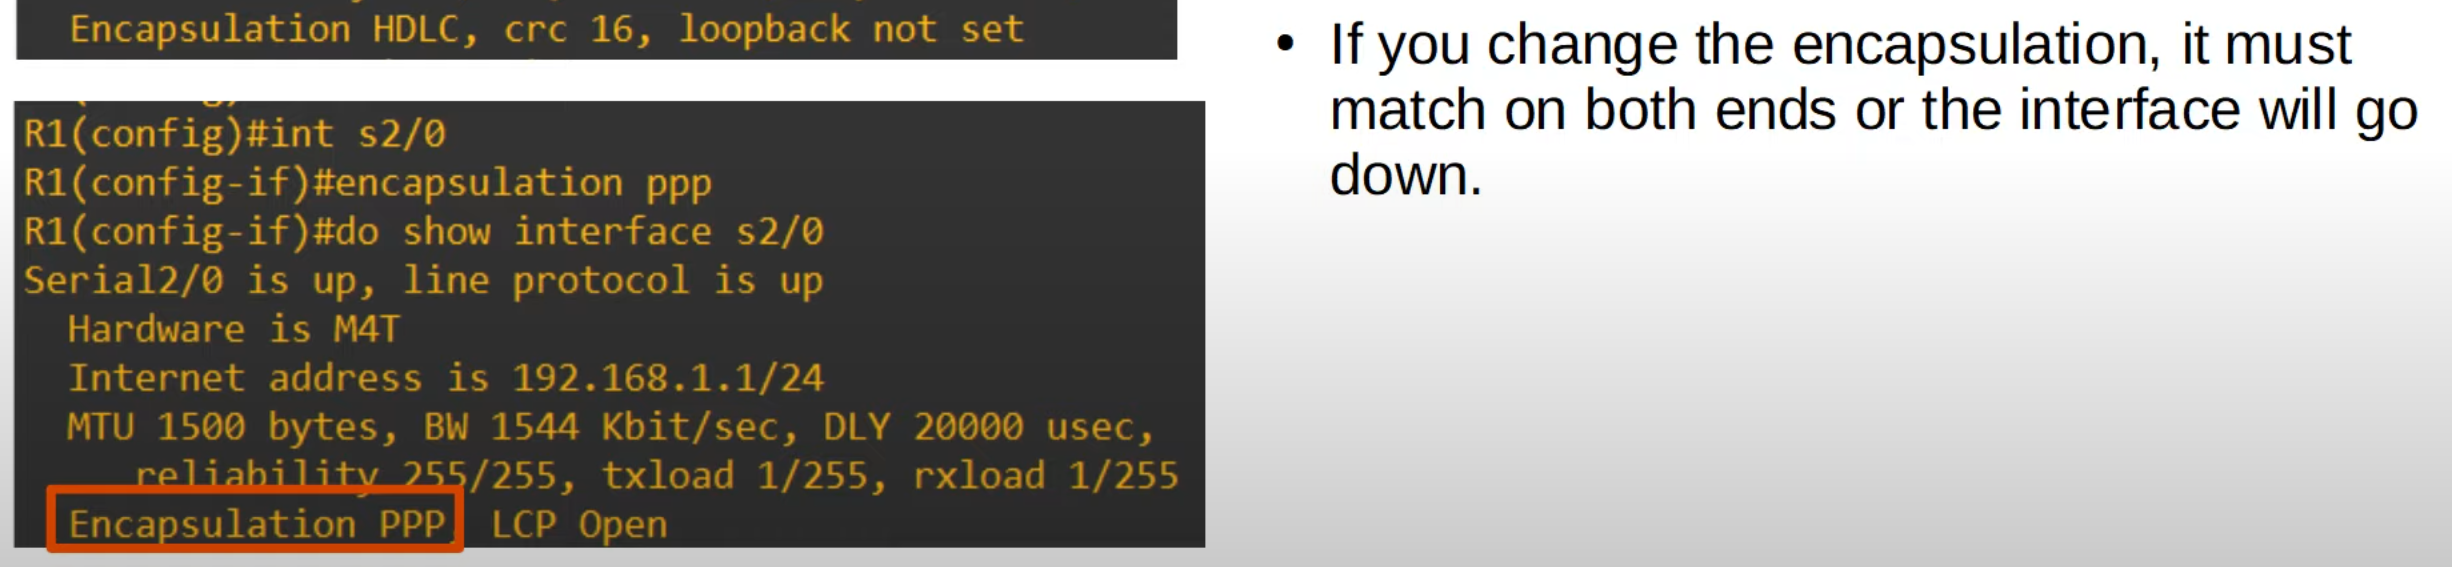 Encapsulation HDLC, crc 16, loopback not set
R1(config)#int s2/0
R1(config-if)#encapsulation ppp
R1(config-if)#do show interface s2/0
Serial2/0 is up, line protocol is up
Hardware is M4T
Internet address is 192.168.1.1/24
MTU 1500 bytes, BW 1544 Kbit/sec, DLY 20000 usec,
reliability 255/255, txload 1/255, rxload 1/255
Encapsulation PPP, LCP Open
• If you change the encapsulation, it must
match on both ends or the interface will go
down.